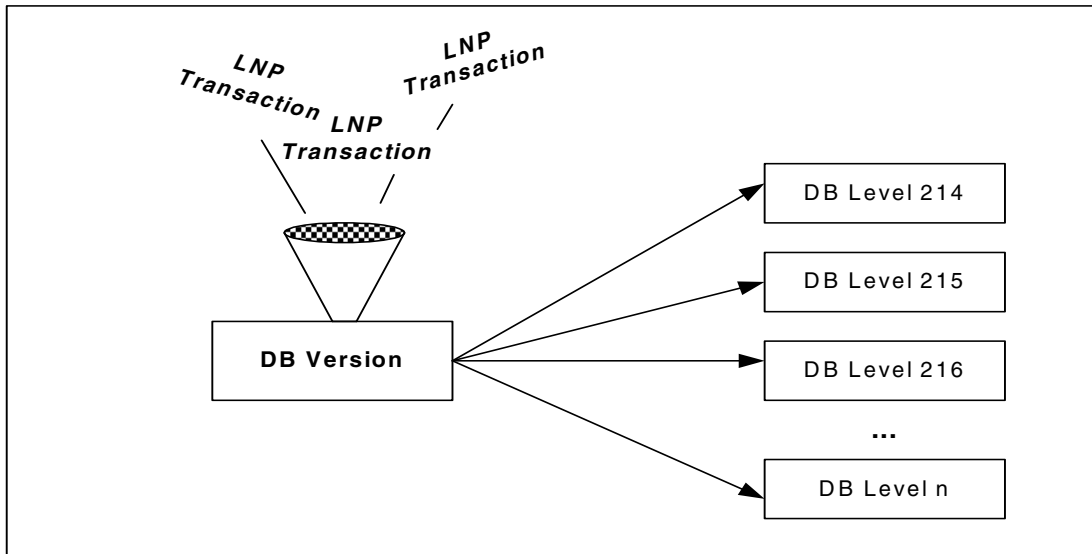 LNP
Transaction
LNP
Transaction
LNP
Transaction
DB Version
DB Level 214
DB Level 215
DB Level 216
...
DB Level n